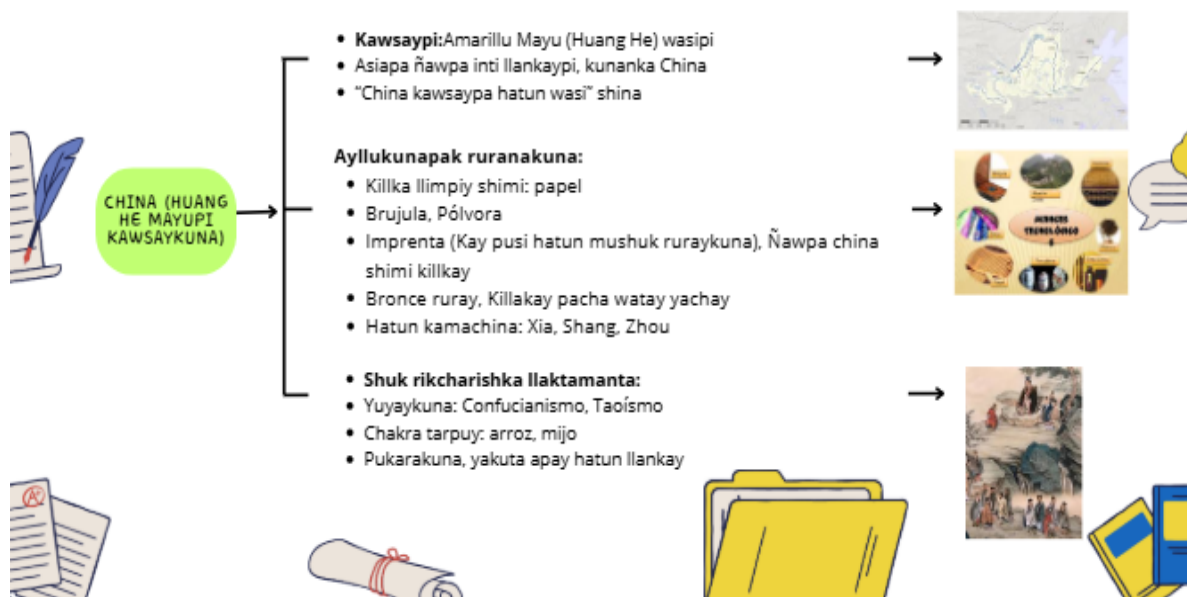 CHINA (HUANG
HE MAYUPI
KAWSAYKUNA)
• Kawsaypi:Amarillu Mayu (Huang He) wasipi
• Asiapa ñawpa inti llankaypi, kunanka China
• “China kawsaypa hatun wasi” shina
Ayllukunapak ruranakuna:
• Killka llimpiy shimi: papel
• Brujula, Pólvora
• Imprenta (Kay pusi hatun mushuk ruraykuna), Ñawpa china
shimi killkay
• Bronce ruray, Killakay pacha watay yachay
• Hatun kamachina: Xia, Shang, Zhou
• Shuk rikcharishka llaktamanta:
• Yuyaykuna: Confucianismo, Taoísmo
• Chakra tarpuy: arroz, mijo
• Pukarakuna, yakuta apay hatun llankay
A+